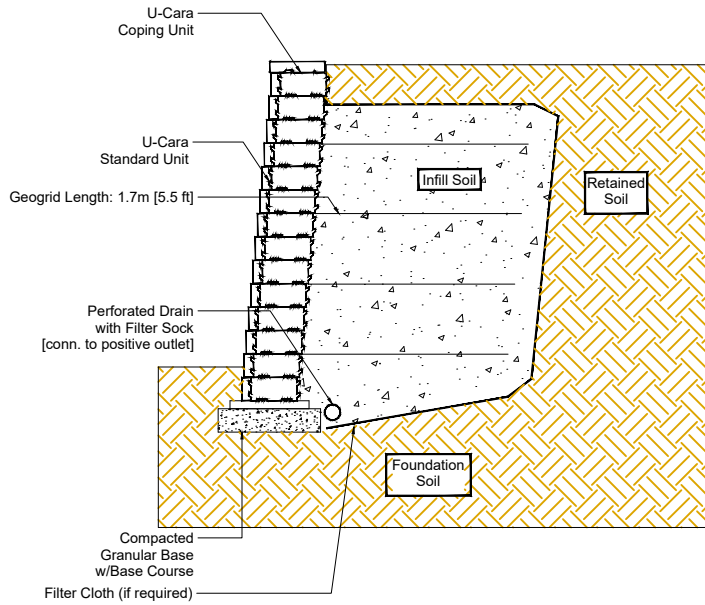 U-Cara
Coping Unit
U-Cara
Standard Unit
Infill Soil
Retained
Soil
Geogrid Length: 1.7m [5.5 ft]
Perforated Drain
with Filter Sock
[conn. to positive outlet]
Foundation
Soil
Compacted
Granular Base
w/Base Course
Filter Cloth (if required)